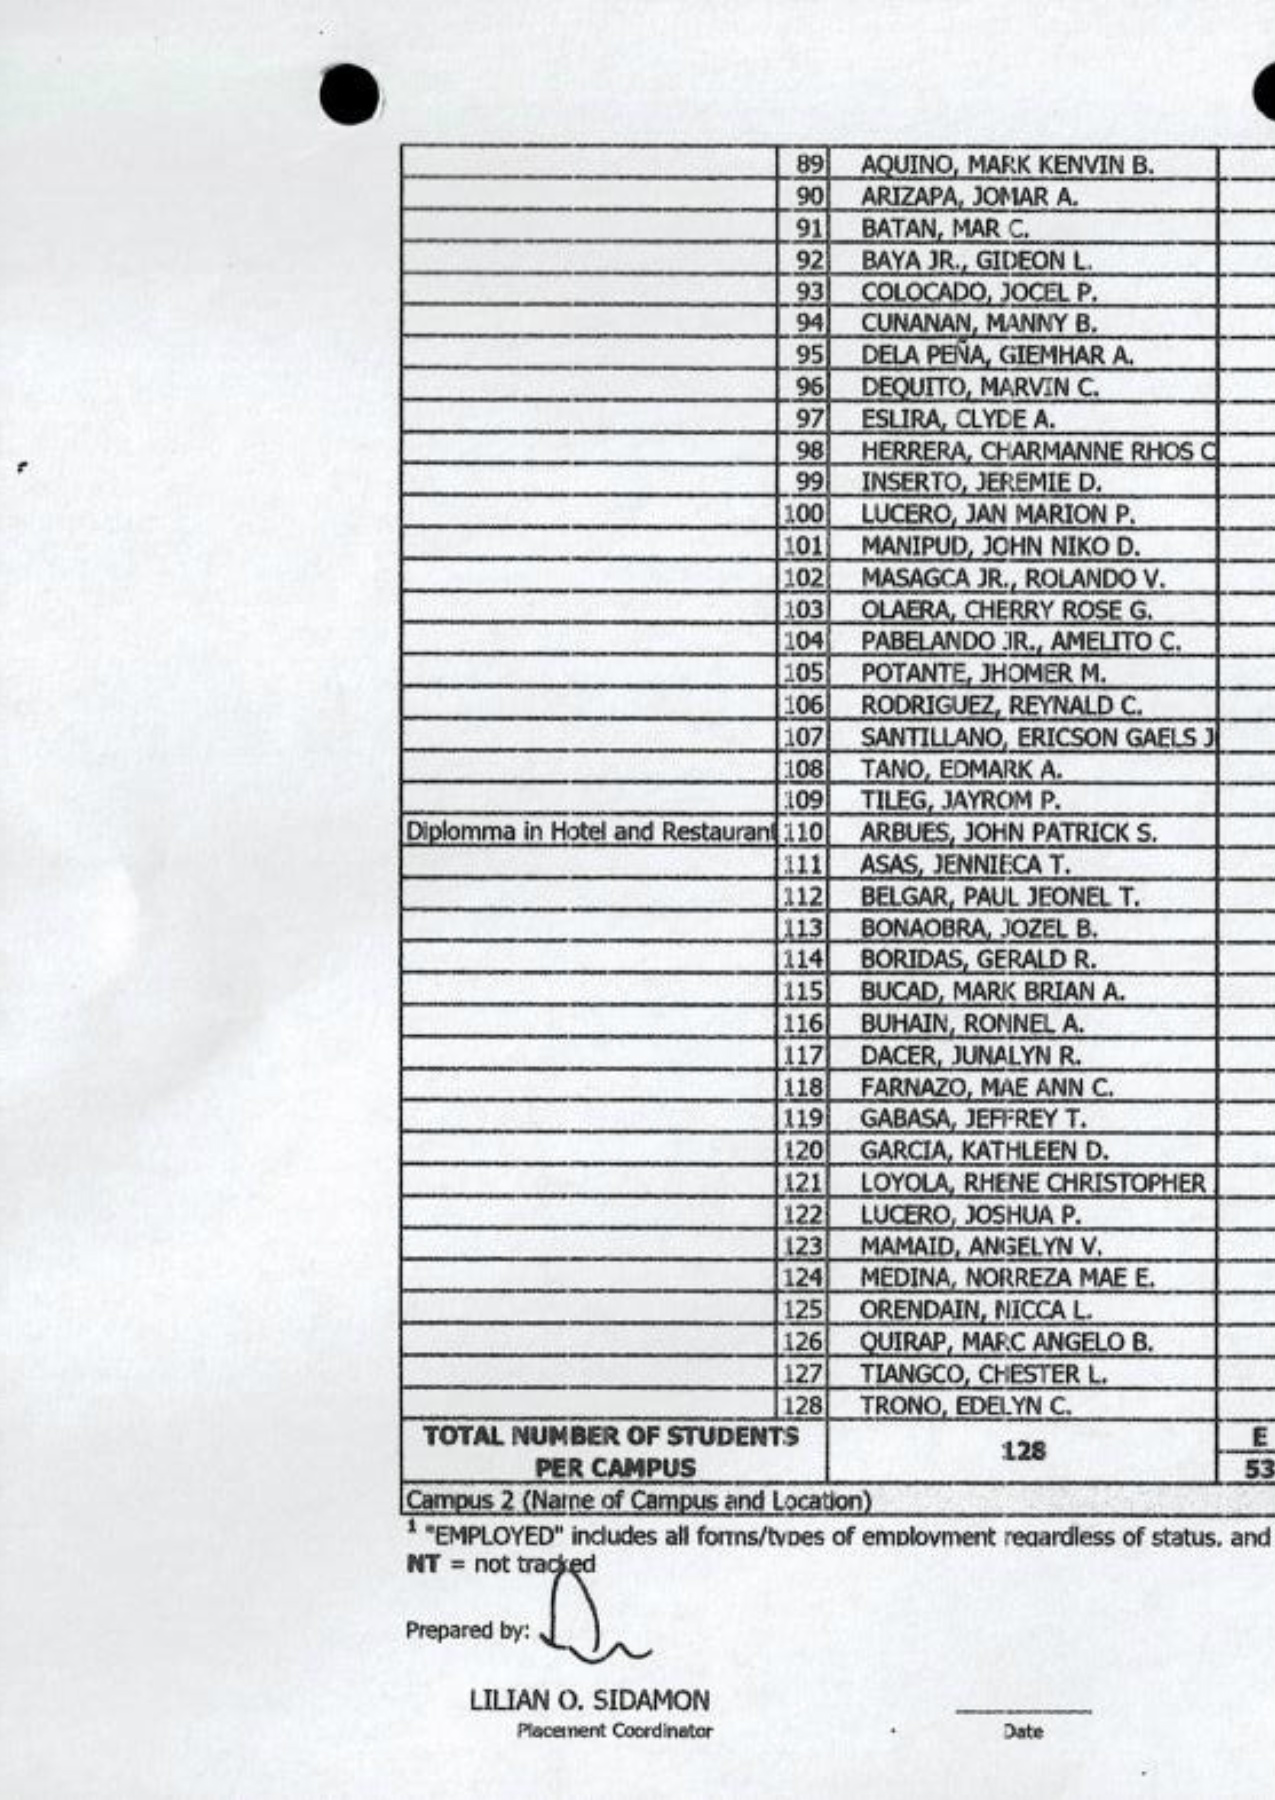 89 AQUINO, MARK KENVIN B.
90 ARIZAPA, JOMAR A.
91 BATAN, MAR C.
92 BAYA JR., GIDEON L.
93 COLOCADO, JOCEL P.
94 CUNANAN, MANNY B.
95 DELA PEÑA, GIEMHAR A.
96 DEQUITO, MARVIN C.
97 ESLIRA, CLYDE A.
98 HERRERA, CHARMANNE RHOS C
99 INSERTO, JEREMIE D.
100 LUCERO, JAN MARION P.
101 MANIPUD, JOHN NIKO D.
102 MASAGCA JR., ROLANDO V.
103 OLAERA, CHERRY ROSE G.
104 PABELANDO JR., AMELITO C.
105 POTANTE, JHOMER M.
106 RODRIGUEZ, REYNALD C.
107 SANTILLANO, ERICSON GAELS J
108 TANO, EDMARK A.
109 TILEG, JAYROM P.
Diplomma in Hotel and Restaurant 110 ARBUES, JOHN PATRICK S.
111 ASAS, JENNIECA T.
112 BELGAR, PAUL JEONEL T.
113 BONAOBRA, JOZEL B.
114 BORIDAS, GERALD R.
115 BUCAD, MARK BRIAN A.
116 BUHAIN, RONNEL A.
117 DACER, JUNALYN R.
118 FARNAZO, MAE ANN C.
119 GABASA, JEFFREY T.
120 GARCIA, KATHLEEN D.
121 LOYOLA, RHENE CHRISTOPHER
122 LUCERO, JOSHUA P.
123 MAMAID, ANGELYN V.
124 MEDINA, NORREZA MAE E.
125 ORENDAIN, NICCA L.
126 QUIRAP, MARC ANGELO B.
127 TIANGCO, CHESTER L.
128 TRONO, EDELYN C.
TOTAL NUMBER OF STUDENTS PER CAMPUS 128 E
53
Campus 2 (Name of Campus and Location)
1 "EMPLOYED" includes all forms/types of employment regardless of status, and
NT = not tracked
Prepared by:
LILIAN O. SIDAMON
Placement Coordinator Date